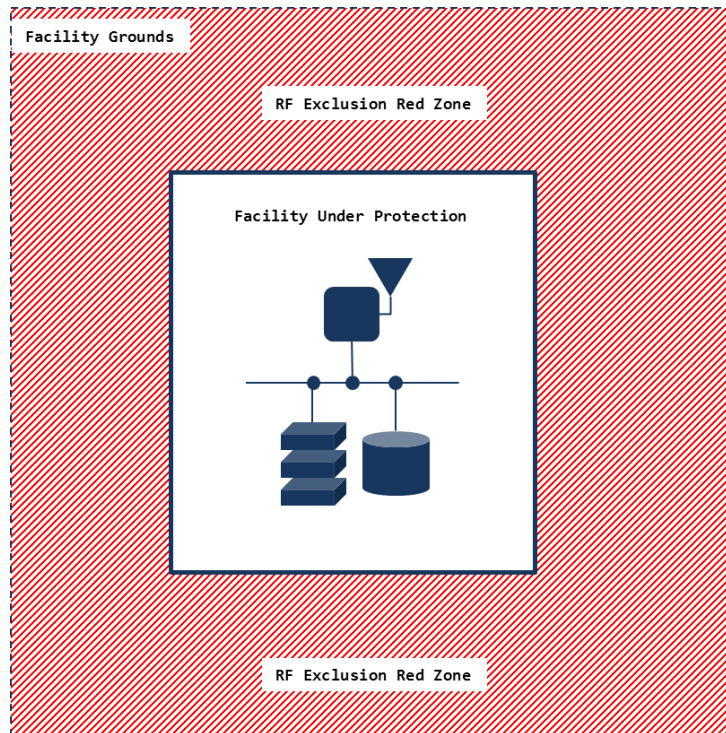 Facility Grounds
RF Exclusion Red Zone
Facility Under Protection
RF Exclusion Red Zone